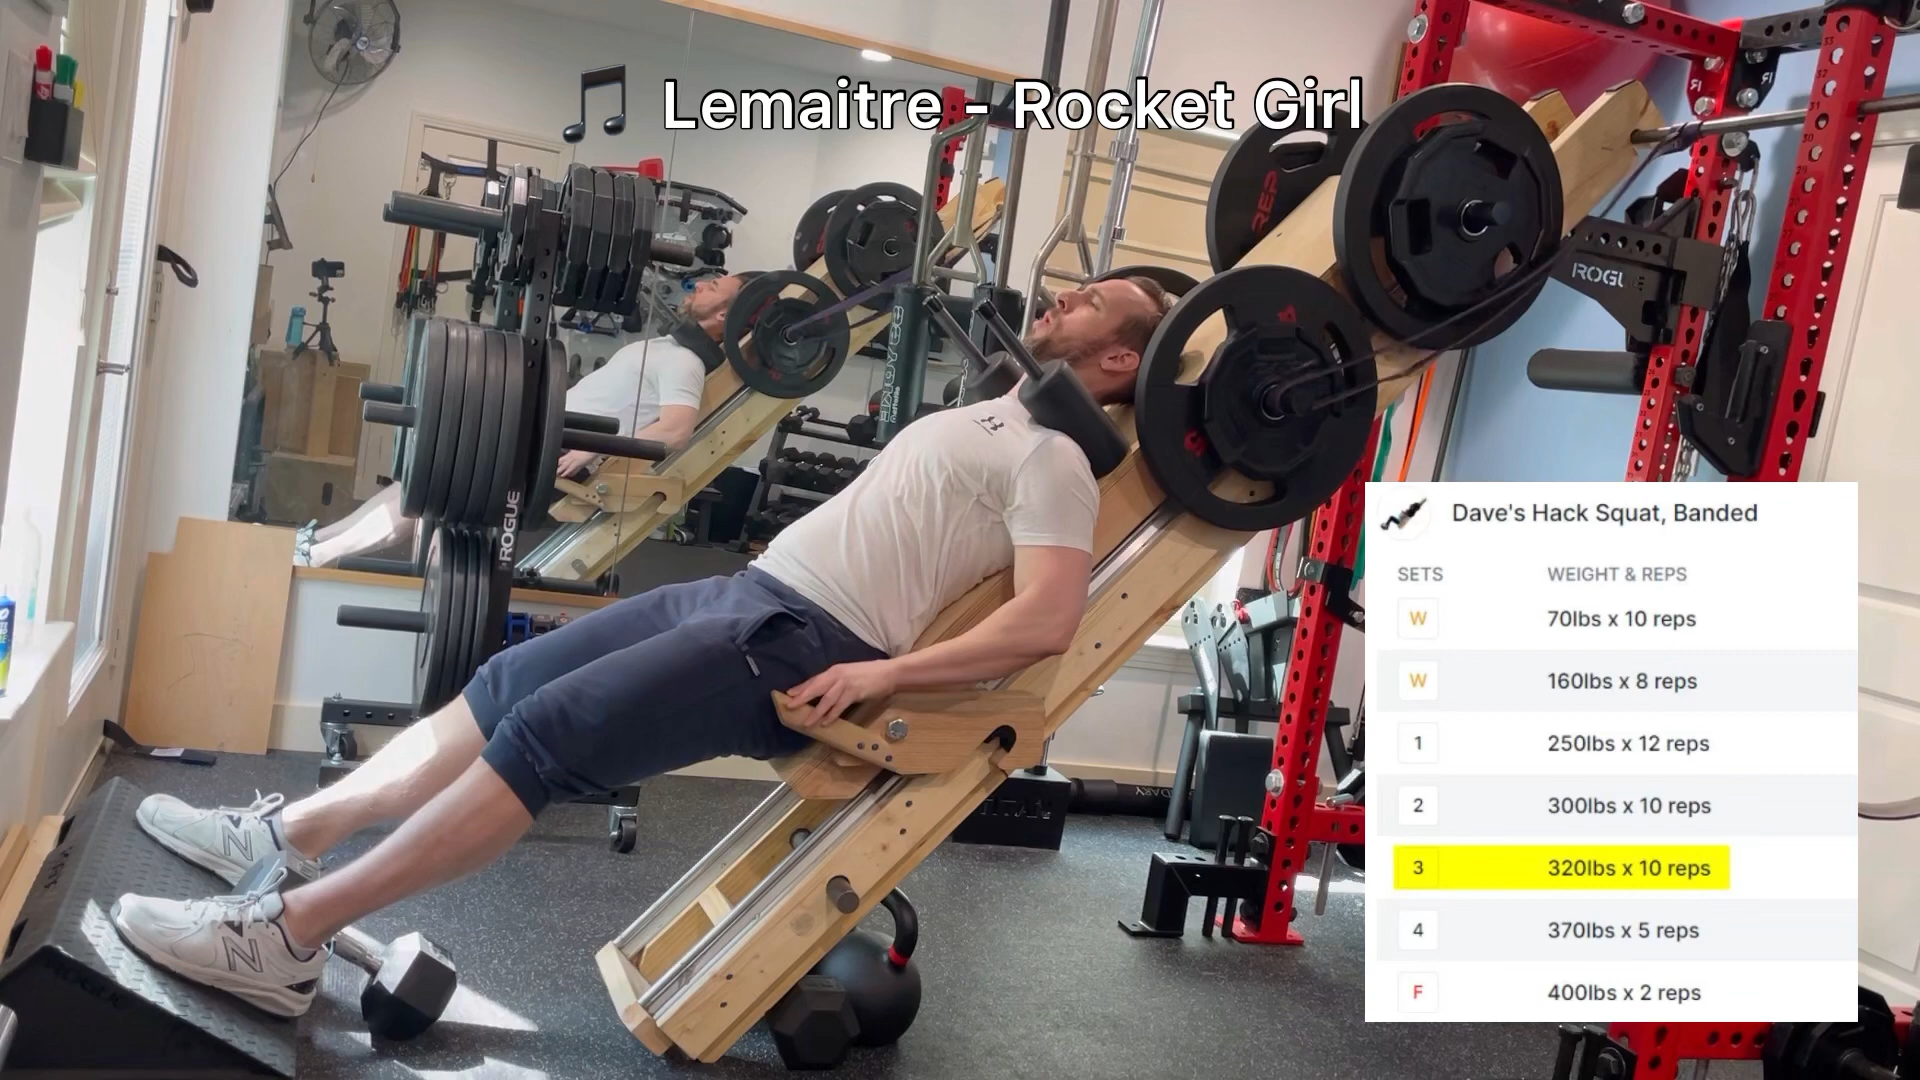 Lemaitre - Rocket Girl
REP
ROGUE
ROGUE
TITAN
Dave's Hack Squat, Banded
SETS WEIGHT & REPS
W 70lbs x 10 reps
W 160lbs x 8 reps
1 250lbs x 12 reps
2 300lbs x 10 reps
3 320lbs x 10 reps
4 370lbs x 5 reps
F 400lbs x 2 reps